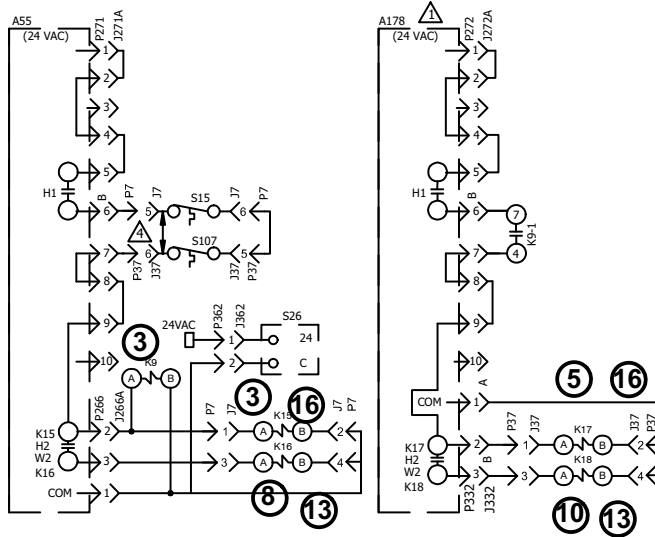 A55
(24 VAC)
P271
J271A
1
2
3
4
5
H1
B
6
P7
5
J7
S15
J7
P7
5
4
S107
7
P37
6
J37
J37
6
P37
8
9
10
24VAC
P362
J362
1
2
S26
24
C
3
K9
A
B
P266
J266A
K15
H2
W2
K16
2
3
COM
1
P7
J7
1
3
3
K15
A
B
16
K16
A
B
J7
P7
2
4
8
13
1
A178
(24 VAC)
P272
J272A
1
2
3
4
5
H1
B
6
7
K9-1
4
7
8
9
10
A
COM
1
5
16
K17
H2
W2
K18
2
B
3
P332
J332
P37
J37
1
3
K17
A
B
K18
A
B
J37
P37
2
4
10
13